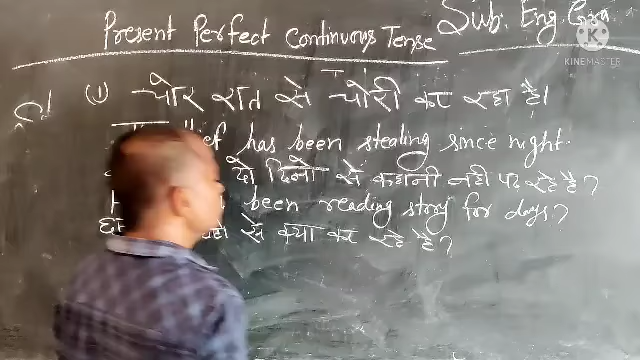 Present Perfect Continuous Tense
Sub. Eng. Gra
KINEMASTER
(1) चोर रात से चोरी कर रहा है।
has been stealing since night.
दो दिनो से कहानी नही पढ़ रहे है?
been reading story for days?
से क्या कर रहे है?